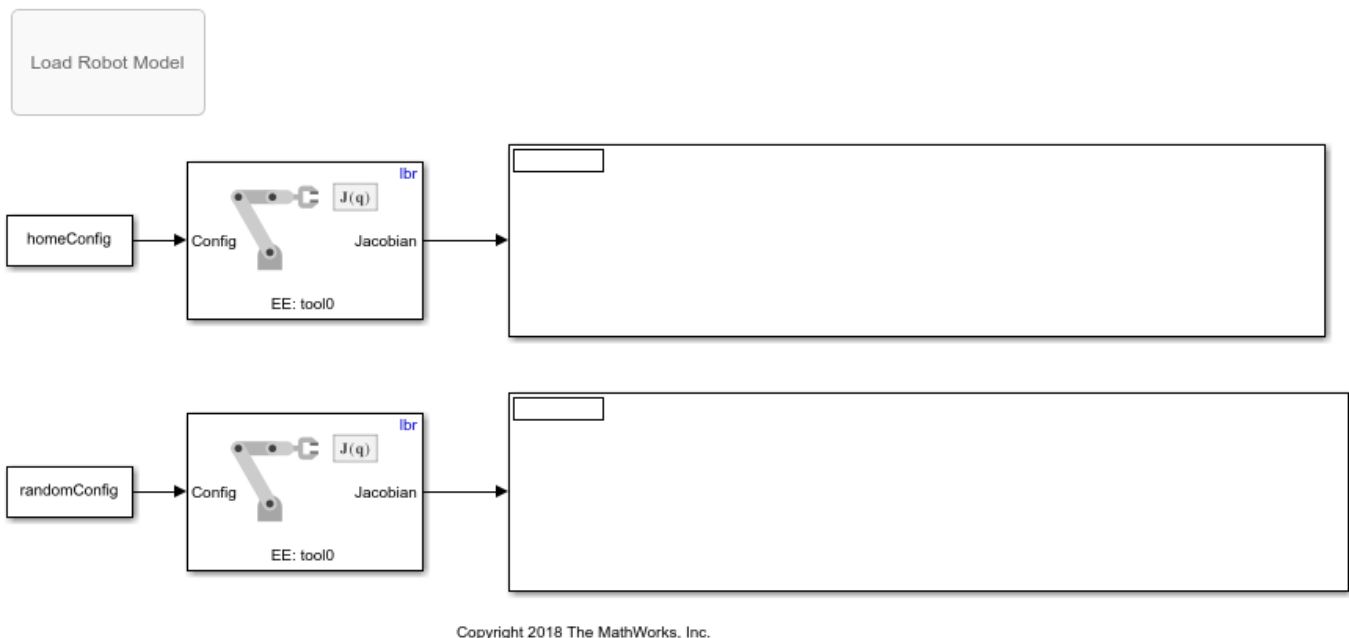 Load Robot Model
lbr
J(q)
homeConfig
Config
Jacobian
EE: tool0
lbr
J(q)
randomConfig
Config
Jacobian
EE: tool0
Copyright 2018 The MathWorks, Inc.